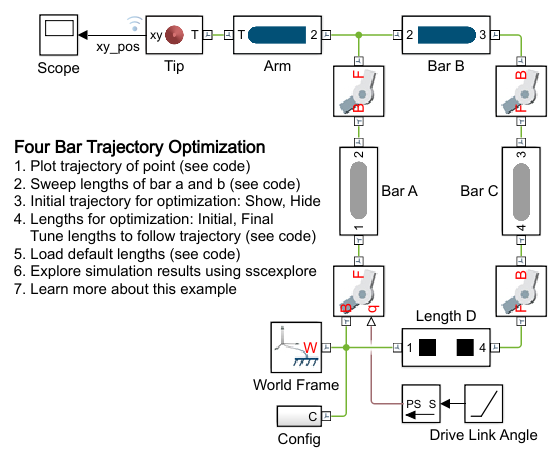 xy
T
T
2
2
3
Scope
xy_pos
Tip
Arm
Bar B
B
F
F
B
Four Bar Trajectory Optimization
1. Plot trajectory of point (see code)
2. Sweep lengths of bar a and b (see code)
3. Initial trajectory for optimization: Show, Hide
4. Lengths for optimization: Initial, Final
Tune lengths to follow trajectory (see code)
5. Load default lengths (see code)
6. Explore simulation results using sscexplore
7. Learn more about this example
2
1
Bar A
Bar C
3
4
B
F
q
F
B
Length D
W
1
4
World Frame
C
Config
PS S
Drive Link Angle